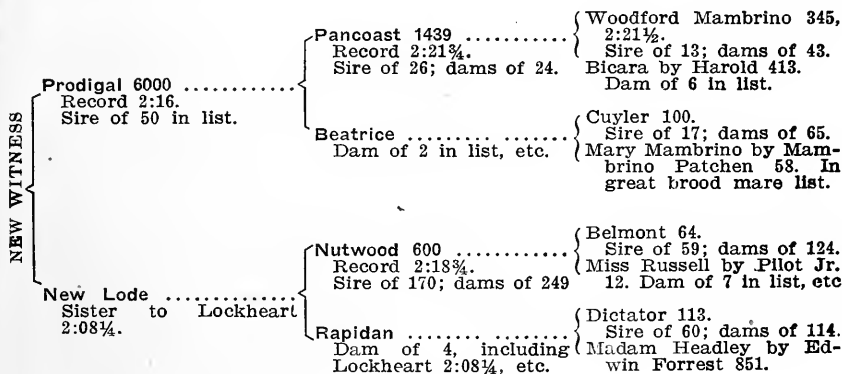 NEW WITNESS
Prodigal 6000 ............
Record 2:16.
Sire of 50 in list.
Pancoast 1439 ...........
Record 2:21¾.
Sire of 26; dams of 24.
Woodford Mambrino 345,
2:21½.
Sire of 13; dams of 43.
Bicara by Harold 413.
Dam of 6 in list.
Beatrice ......... .......
Dam of 2 in list, etc.
Cuyler 100.
Sire of 17; dams of 65.
Mary Mambrino by Mam-
brino Patchen 58. In
great brood mare list.
New Lode ..............
Sister to Lockheart
2:08¼.
Nutwood 600 ...........
Record 2:18¾.
Sire of 170; dams of 249
Belmont 64.
Sire of 59; dams of 124.
Miss Russell by Pilot Jr.
12. Dam of 7 in list, etc
Rapidan ........ ........
Dam of 4, including
Lockheart 2:08¼, etc.
Dictator 113.
Sire of 60; dams of 114.
Madam Headley by Ed-
win Forrest 851.